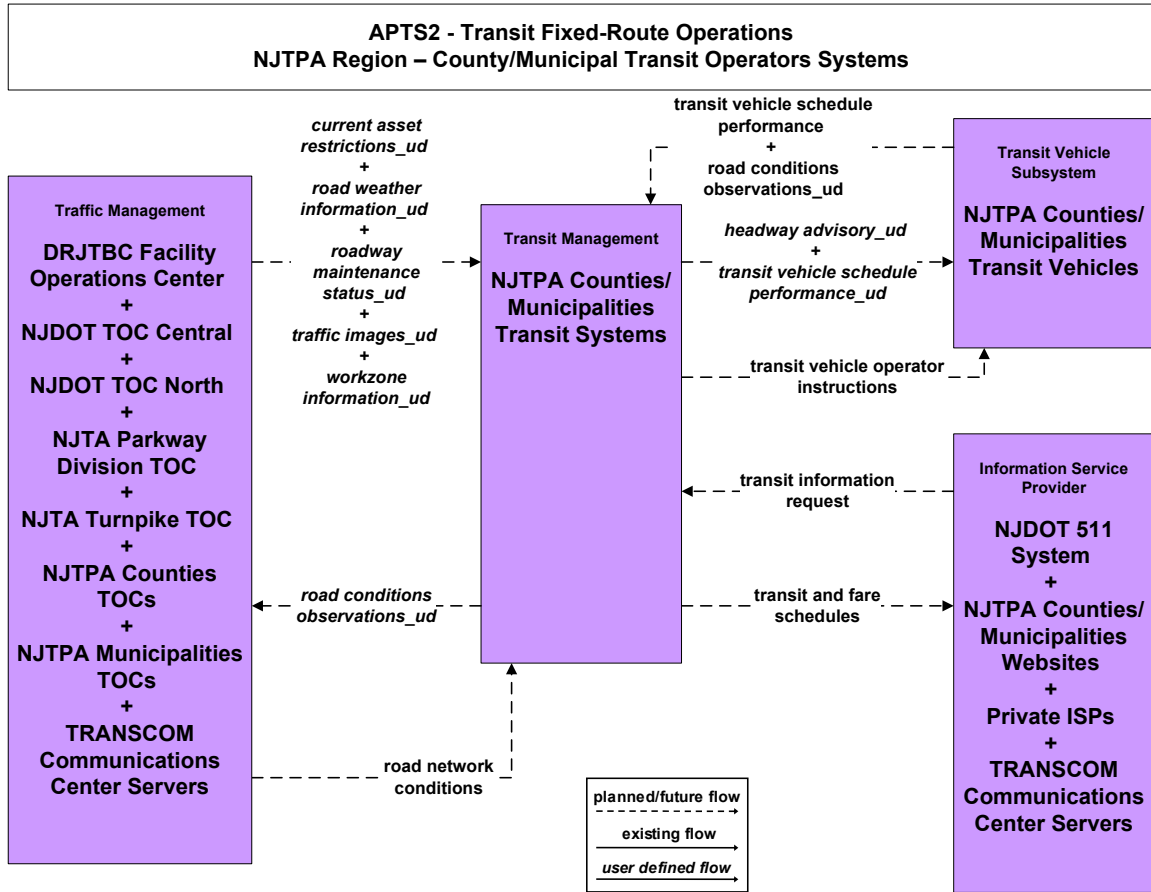 APTS2 - Transit Fixed-Route Operations
NJTPA Region – County/Municipal Transit Operators Systems
Traffic Management
DRJTBC Facility
Operations Center
+
NJDOT TOC Central
+
NJDOT TOC North
+
NJTA Parkway
Division TOC
+
NJTA Turnpike TOC
+
NJTPA Counties
TOCs
+
NJTPA Municipalities
TOCs
+
TRANSCOM
Communications
Center Servers
current asset
restrictions_ud
+
road weather
information_ud
+
roadway
maintenance
status_ud
+
traffic images_ud
+
workzone
information_ud
road conditions
observations_ud
road network
conditions
Transit Management
NJTPA Counties/
Municipalities
Transit Systems
transit vehicle schedule
performance
+
road conditions
observations_ud
headway advisory_ud
+
transit vehicle schedule
performance_ud
transit vehicle operator
instructions
transit information
request
transit and fare
schedules
Transit Vehicle
Subsystem
NJTPA Counties/
Municipalities
Transit Vehicles
Information Service
Provider
NJDOT 511
System
+
NJTPA Counties/
Municipalities
Websites
+
Private ISPs
+
TRANSCOM
Communications
Center Servers
planned/future flow
existing flow
user defined flow